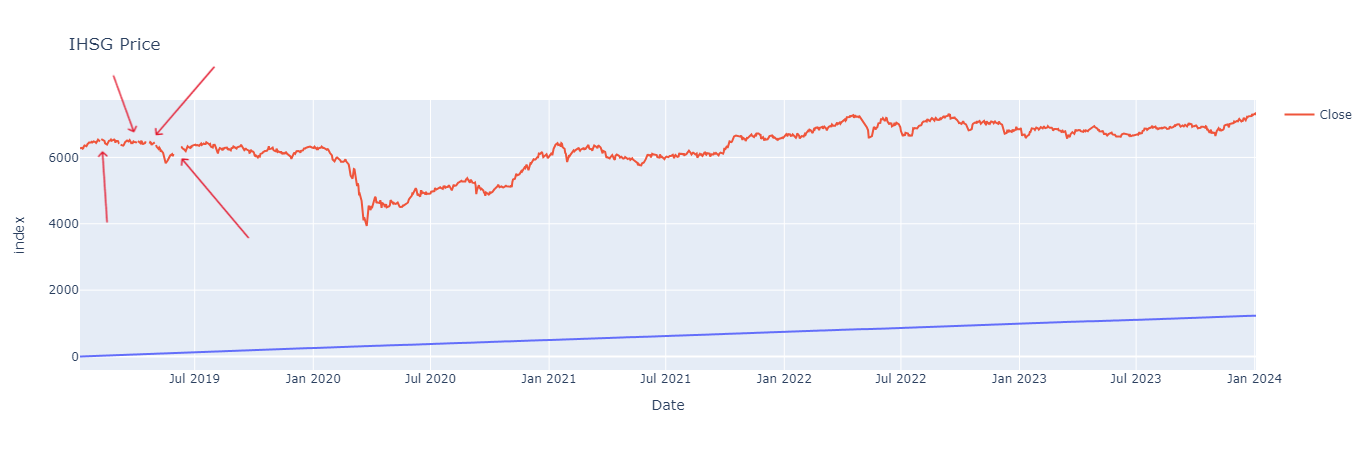 IHSG Price
Close
6000
4000
2000
0
index
Jul 2019
Jan 2020
Jul 2020
Jan 2021
Jul 2021
Jan 2022
Jul 2022
Jan 2023
Jul 2023
Jan 2024
Date